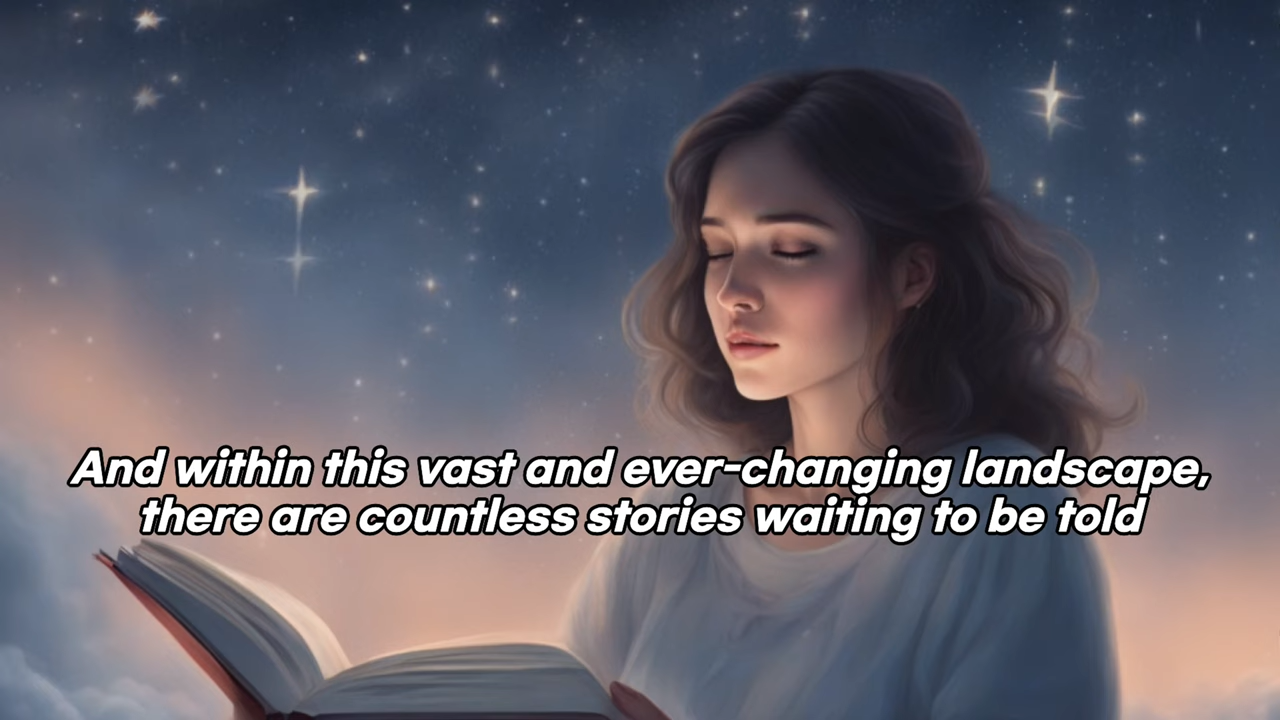 And within this vast and ever-changing landscape,
there are countless stories waiting to be told